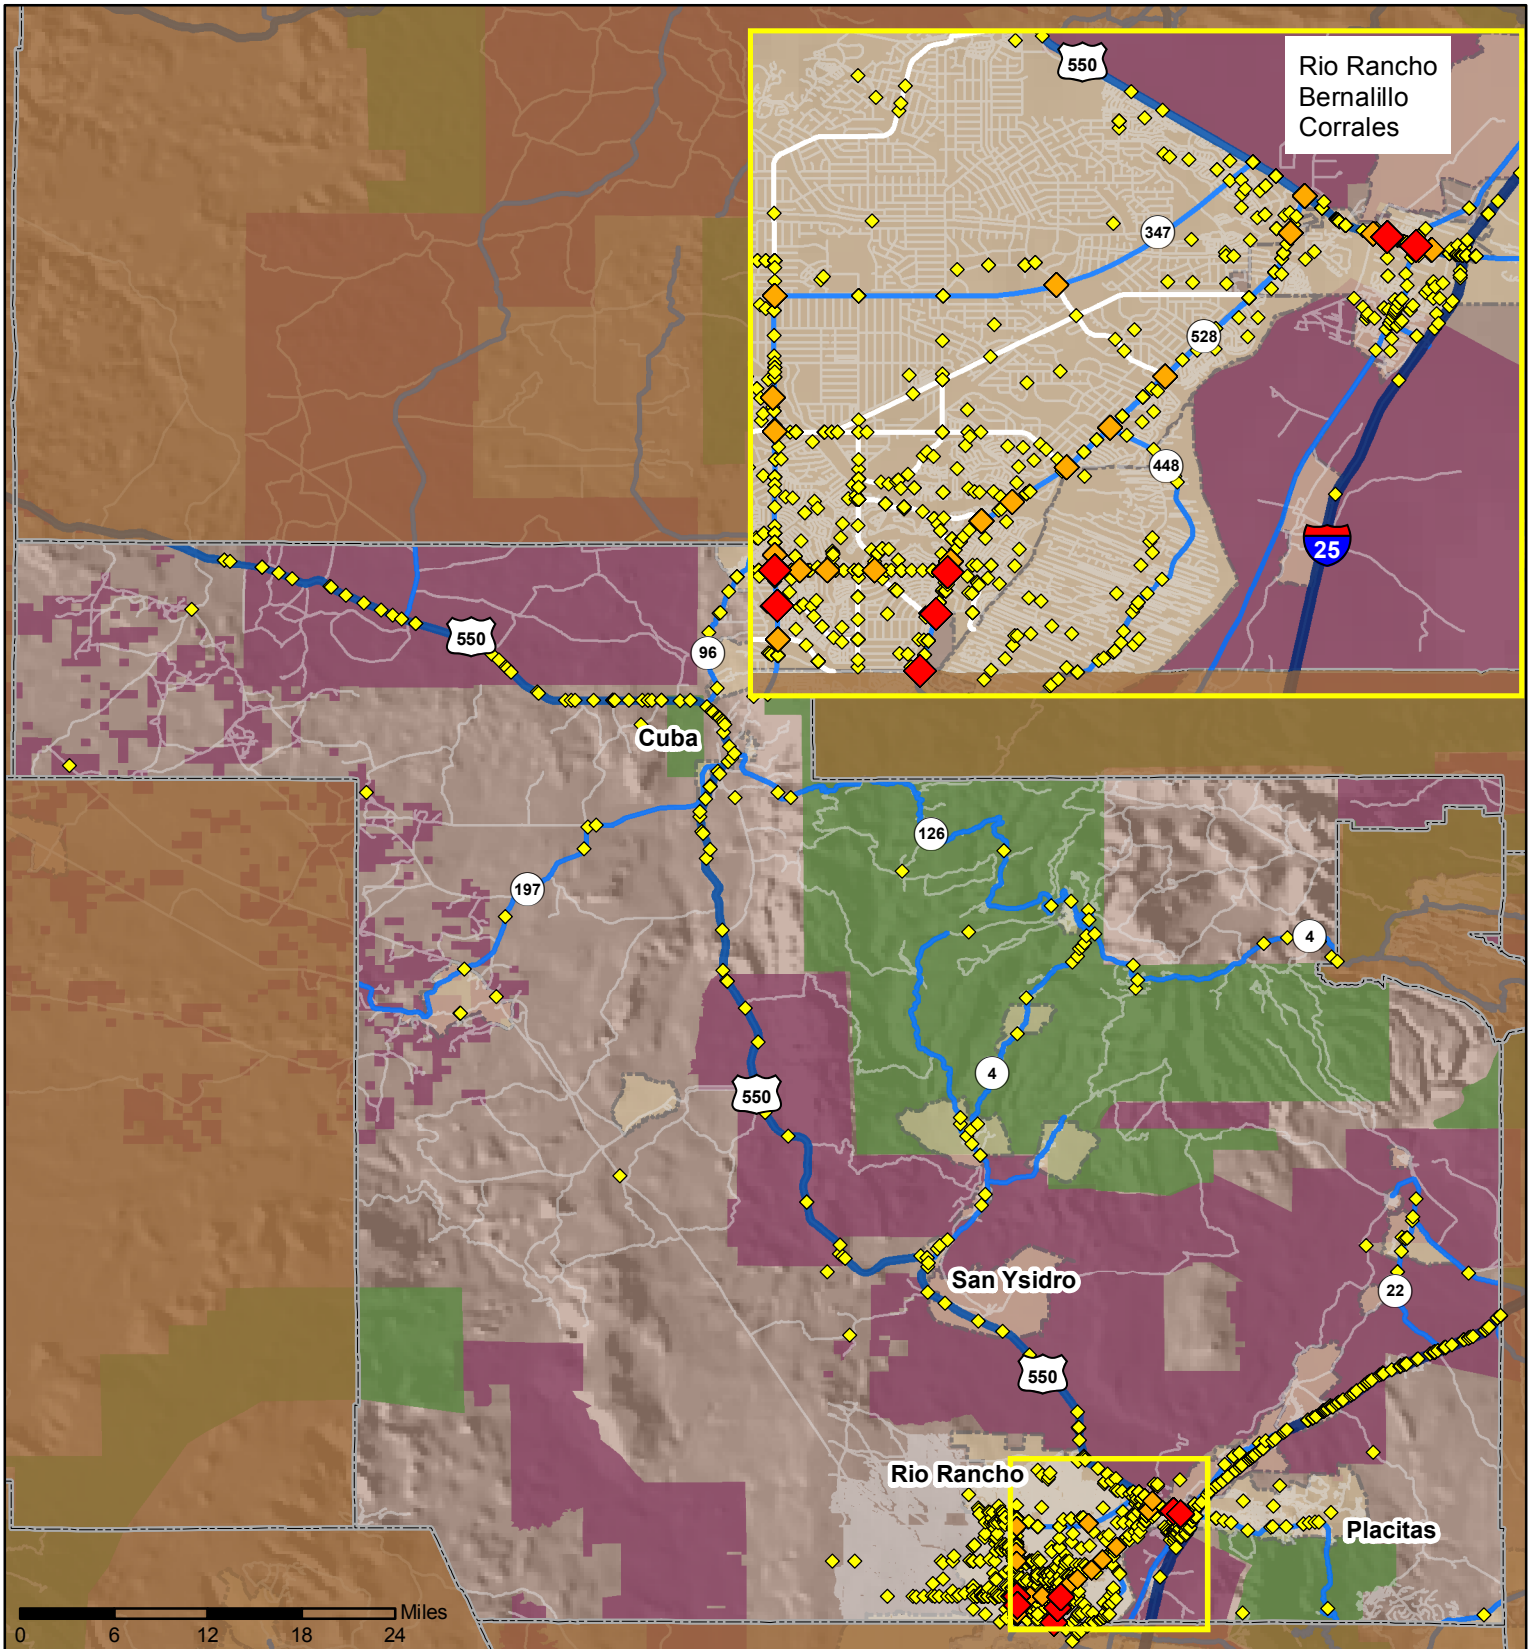 550
Rio Rancho
Bernalillo
Corrales
347
528
448
25
550
96
Cuba
126
197
4
4
550
San Ysidro
22
550
Rio Rancho
Placitas
Miles
0 6 12 18 24